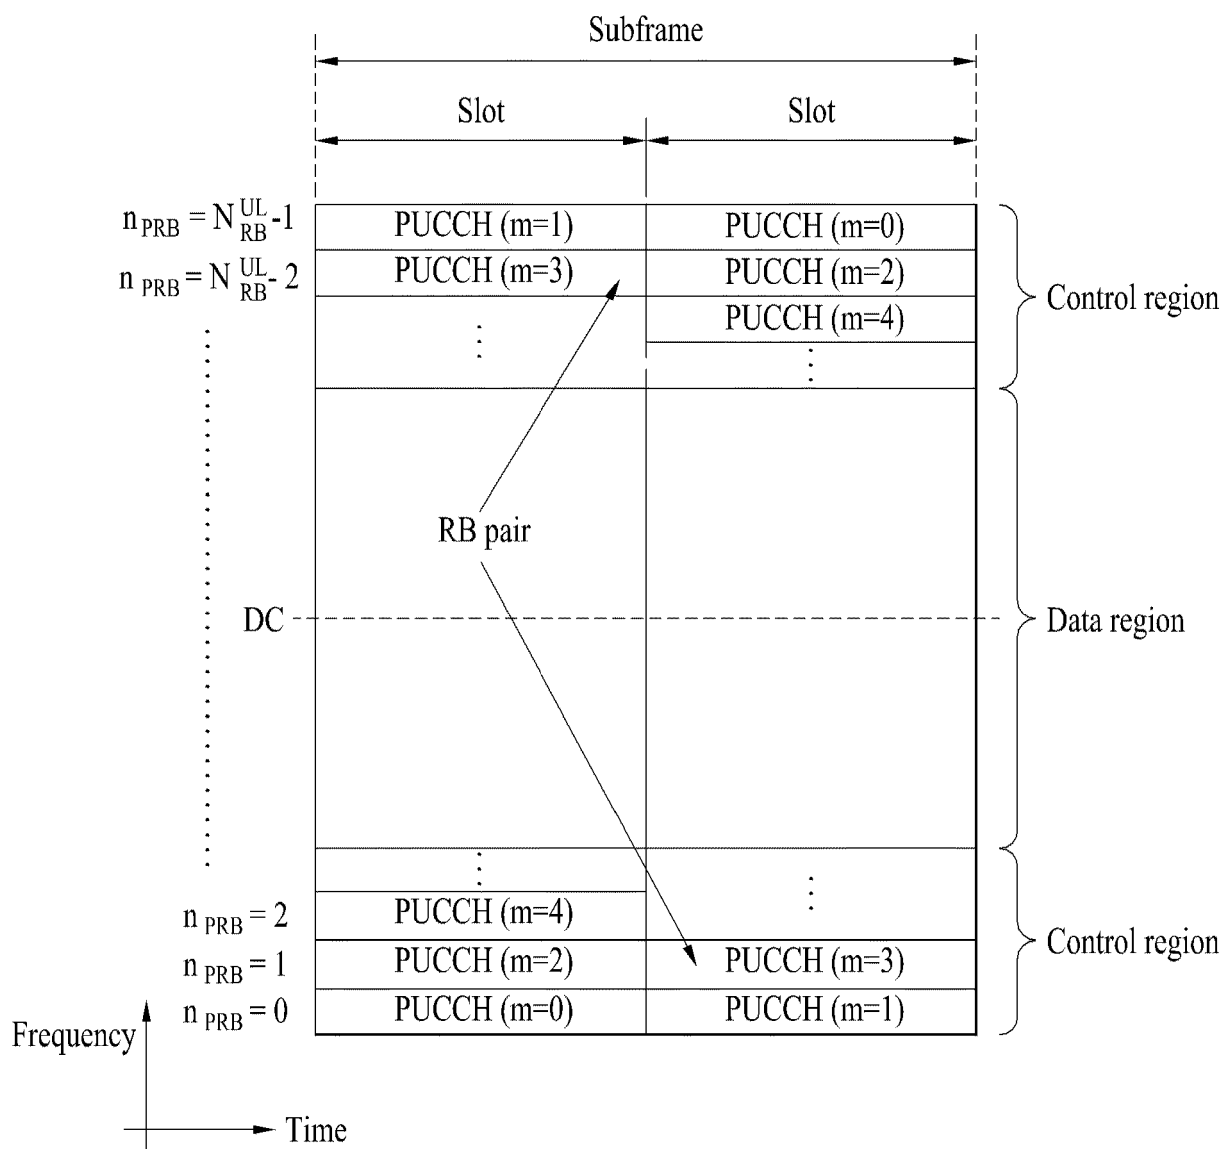 Subframe
Slot Slot
n PRB = N UL RB -1 PUCCH (m=1) PUCCH (m=0)
n PRB = N UL RB - 2 PUCCH (m=3) PUCCH (m=2)
PUCCH (m=4)
Control region
RB pair
DC
Data region
n PRB = 2 PUCCH (m=4)
n PRB = 1 PUCCH (m=2) PUCCH (m=3)
Control region
n PRB = 0 PUCCH (m=0) PUCCH (m=1)
Frequency
Time